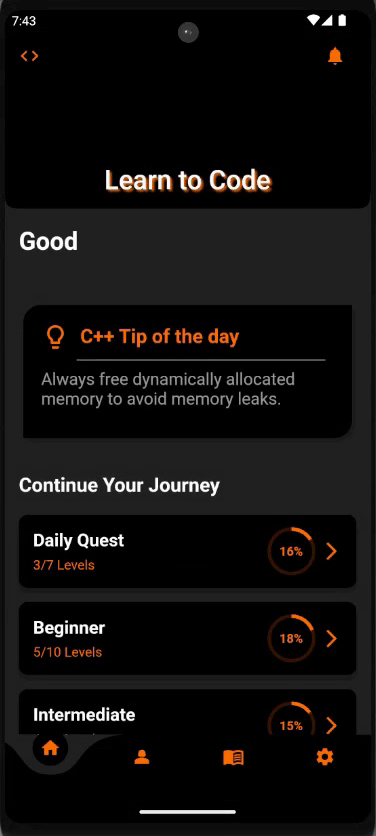 7:43
Learn to Code
Good
C++ Tip of the day
Always free dynamically allocated
memory to avoid memory leaks.
Continue Your Journey
Daily Quest
3/7 Levels
16%
Beginner
5/10 Levels
18%
Intermediate
15%